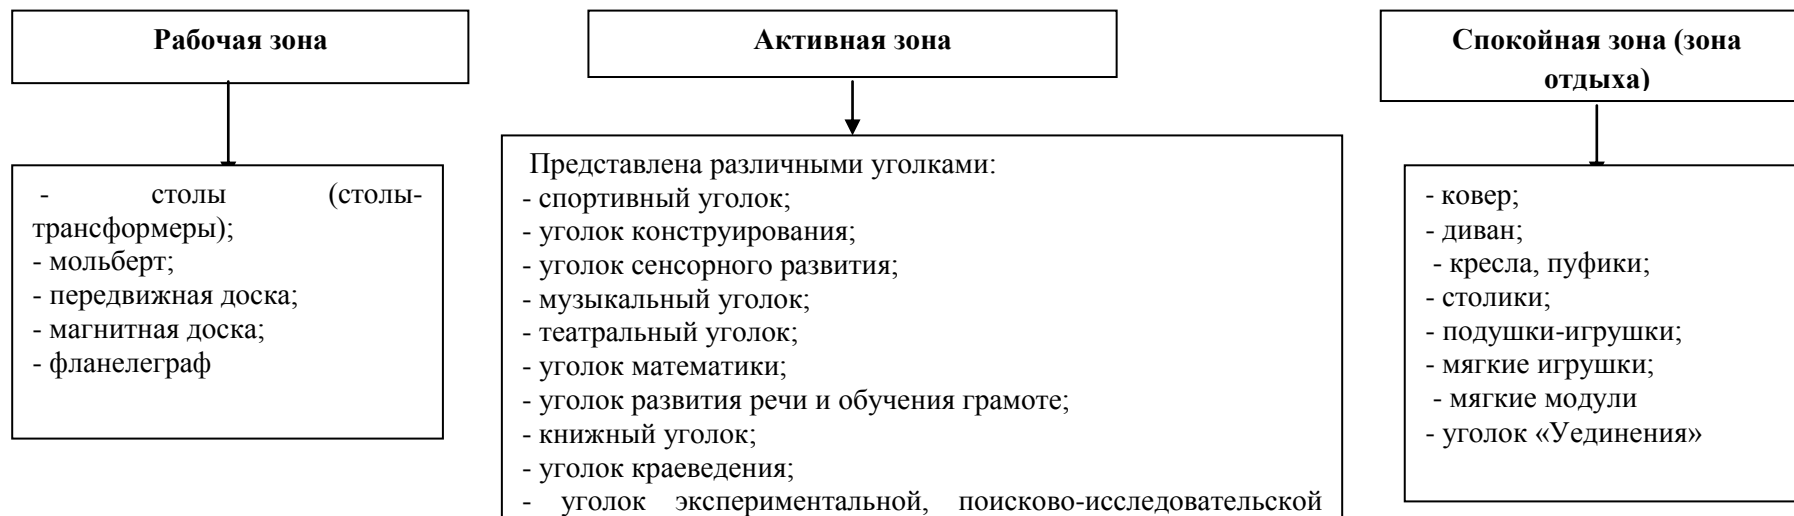 Рабочая зона
- столы (столы-
трансформеры);
- мольберт;
- передвижная доска;
- магнитная доска;
- фланелеграф
Активная зона
Представлена различными уголками:
- спортивный уголок;
- уголок конструирования;
- уголок сенсорного развития;
- музыкальный уголок;
- театральный уголок;
- уголок математики;
- уголок развития речи и обучения грамоте;
- книжный уголок;
- уголок краеведения;
- уголок экспериментальной, поисково-исследовательской
Спокойная зона (зона
отдыха)
- ковер;
- диван;
- кресла, пуфики;
- столики;
- подушки-игрушки;
- мягкие игрушки;
- мягкие модули
- уголок «Уединения»